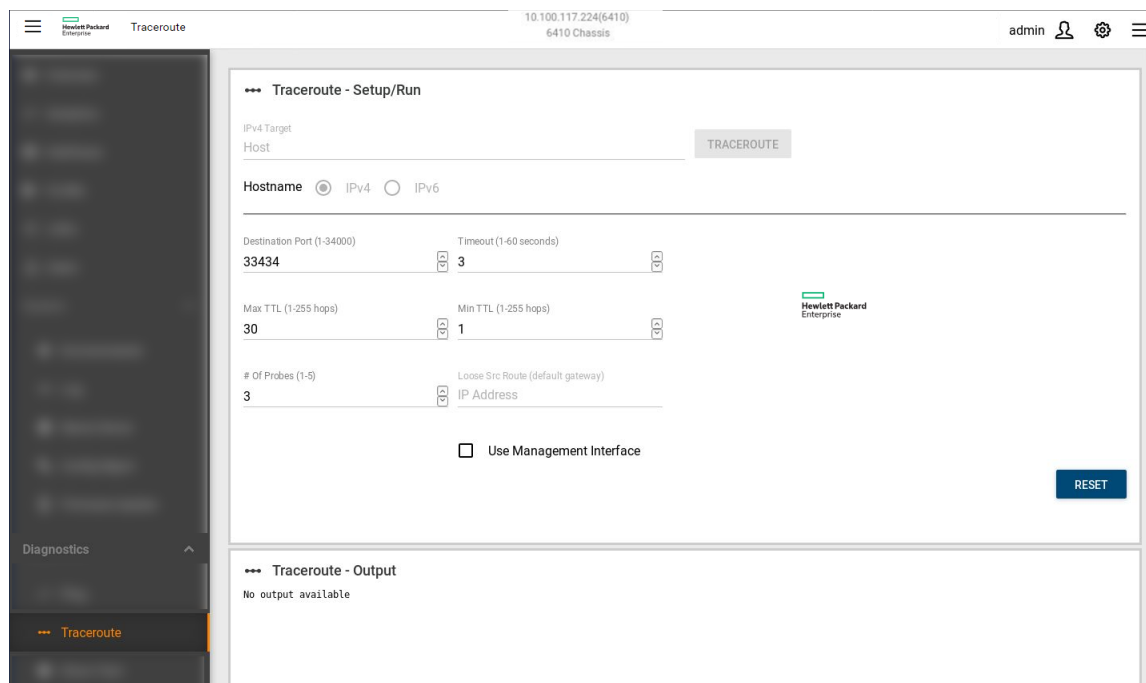 Hewlett Packard
Enterprise
Traceroute
10.100.117.224(6410)
6410 Chassis
admin
Traceroute - Setup/Run
IPv4 Target
Host
TRACEROUTE
Hostname IPv4 IPv6
Destination Port (1-34000) Timeout (1-60 seconds)
33434 3
Max TTL (1-255 hops) Min TTL (1-255 hops)
30 1
Hewlett Packard
Enterprise
# Of Probes (1-5) Loose Src Route (default gateway)
3 IP Address
Use Management Interface
RESET
Diagnostics
Traceroute - Output
No output available
Traceroute